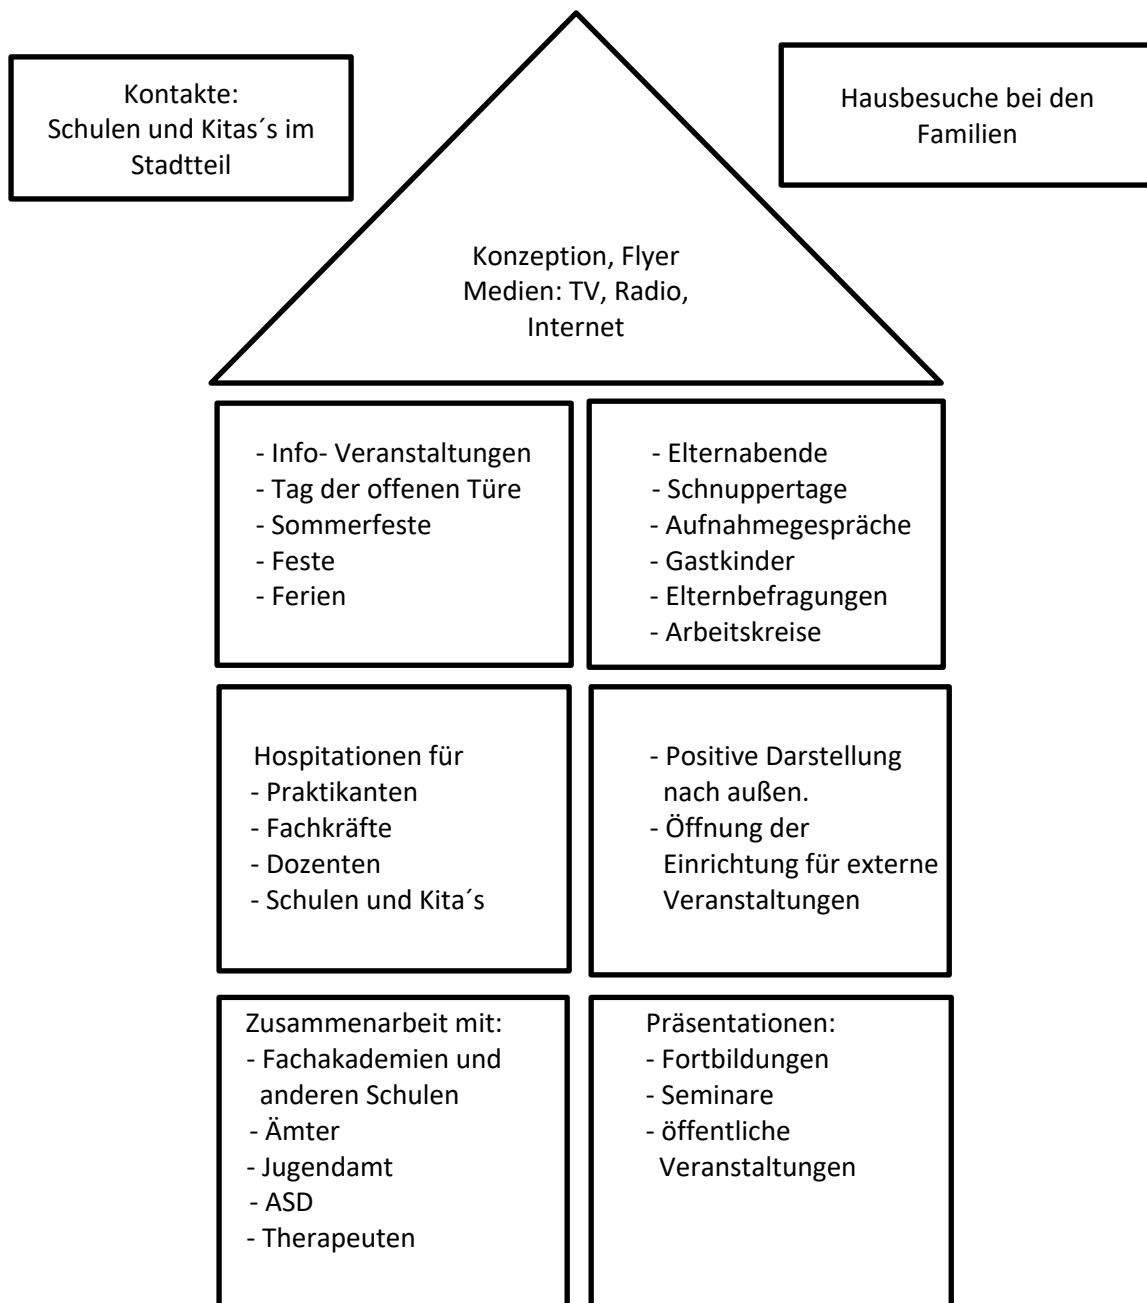 Kontakte:
Schulen und Kitas´s im
Stadtteil
Hausbesuche bei den
Familien
Konzeption, Flyer
Medien: TV, Radio,
Internet
- Info- Veranstaltungen
- Tag der offenen Türe
- Sommerfeste
- Feste
- Ferien
- Elternabende
- Schnuppertage
- Aufnahmegespräche
- Gastkinder
- Elternbefragungen
- Arbeitskreise
Hospitationen für
- Praktikanten
- Fachkräfte
- Dozenten
- Schulen und Kita´s
- Positive Darstellung
nach außen.
- Öffnung der
Einrichtung für externe
Veranstaltungen
Zusammenarbeit mit:
- Fachakademien und
anderen Schulen
- Ämter
- Jugendamt
- ASD
- Therapeuten
Präsentationen:
- Fortbildungen
- Seminare
- öffentliche
Veranstaltungen